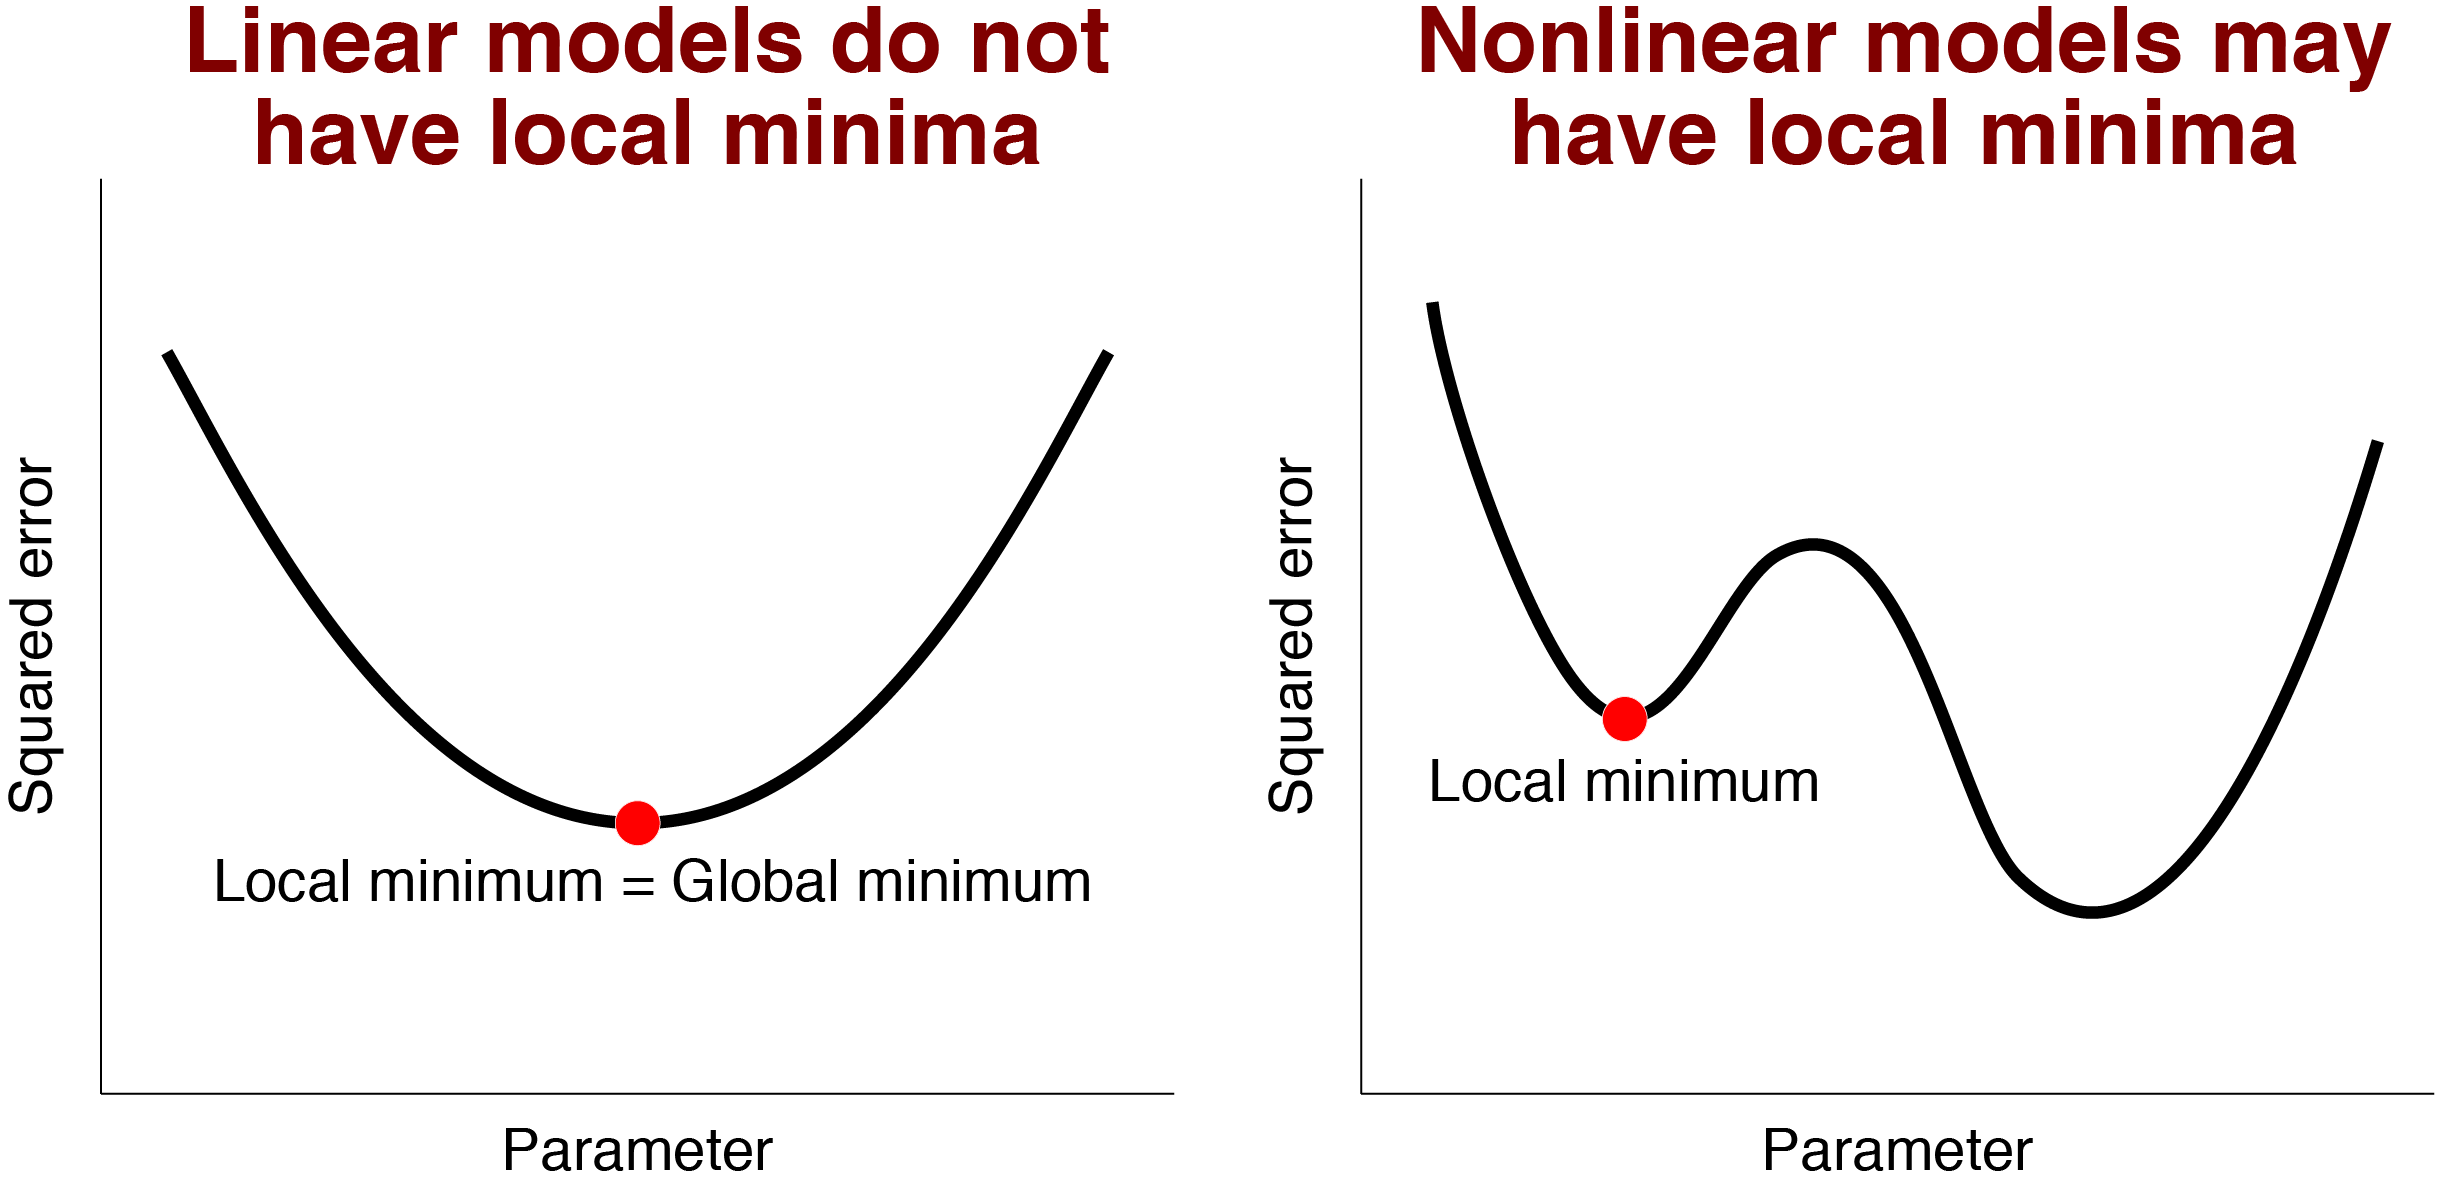 Linear models do not
have local minima
Squared error
Local minimum = Global minimum
Parameter
Nonlinear models may
have local minima
Squared error
Local minimum
Parameter